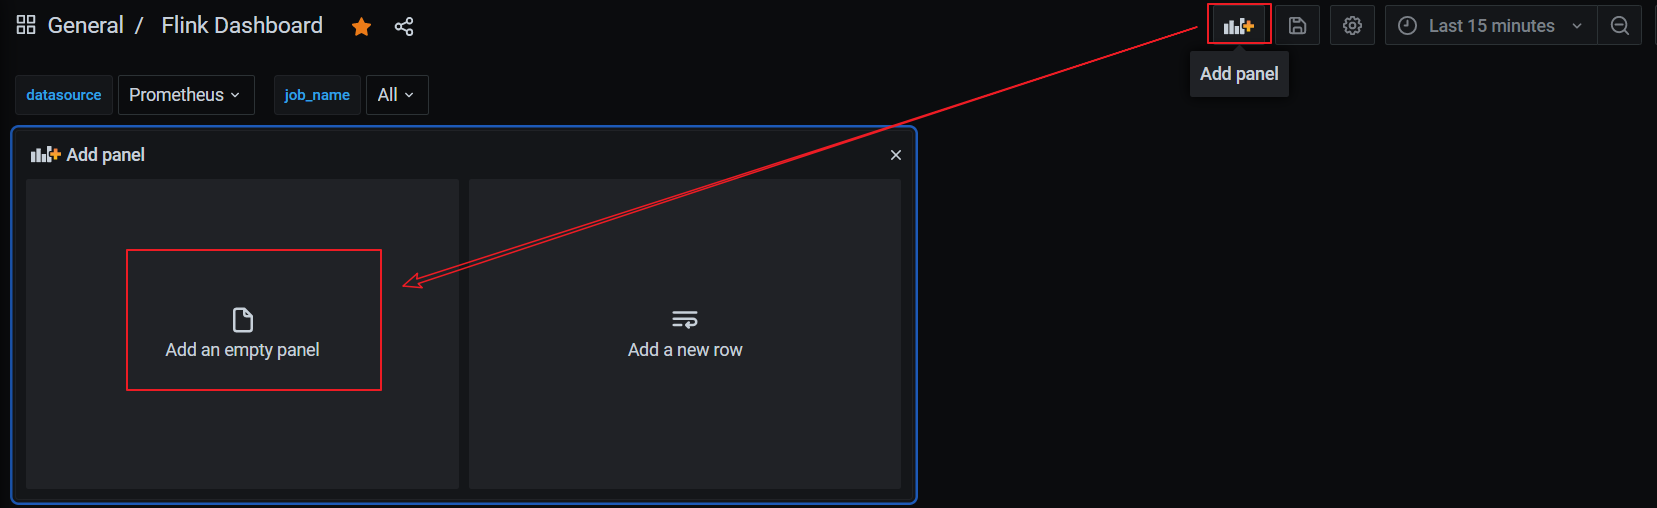 General / Flink Dashboard
Last 15 minutes
Add panel
datasource Prometheus job_name All
Add panel
Add an empty panel
Add a new row